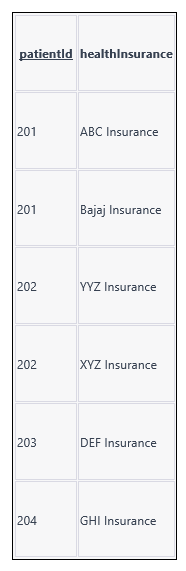 patientId healthInsurance
201 ABC Insurance
201 Bajaj Insurance
202 YYZ Insurance
202 XYZ Insurance
203 DEF Insurance
204 GHI Insurance